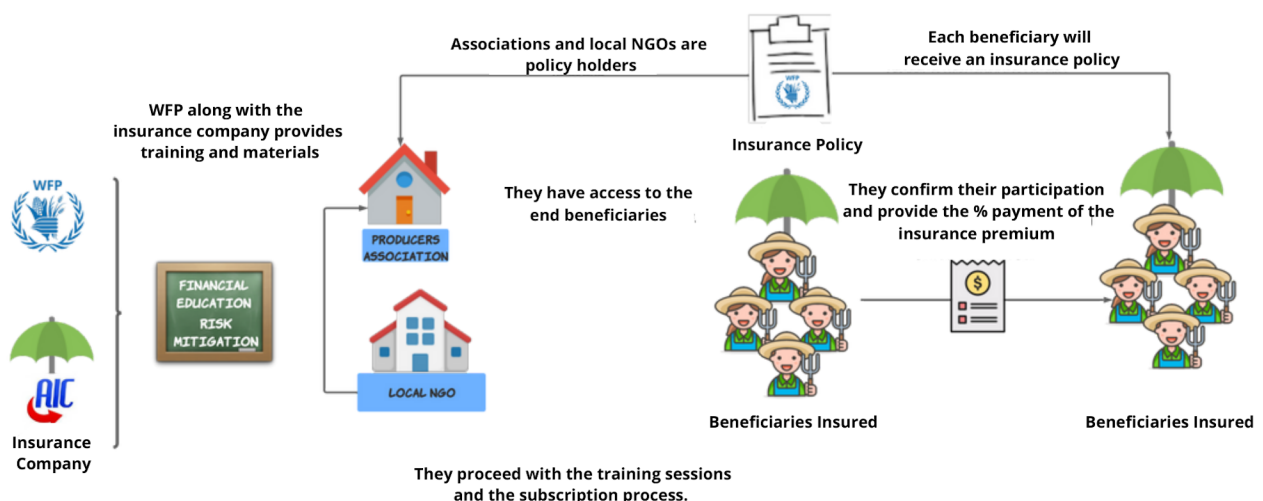 Associations and local NGOs are
policy holders
WFP
Insurance Policy
Each beneficiary will
receive an insurance policy
WFP along with the
insurance company provides
training and materials
WFP
AIC
Insurance
Company
FINANCIAL
EDUCATION
RISK
MITIGATION
PRODUCERS
ASSOCIATION
LOCAL NGO
They have access to the
end beneficiaries
They confirm their participation
and provide the % payment of the
insurance premium
$
Beneficiaries Insured
Beneficiaries Insured
They proceed with the training sessions
and the subscription process.